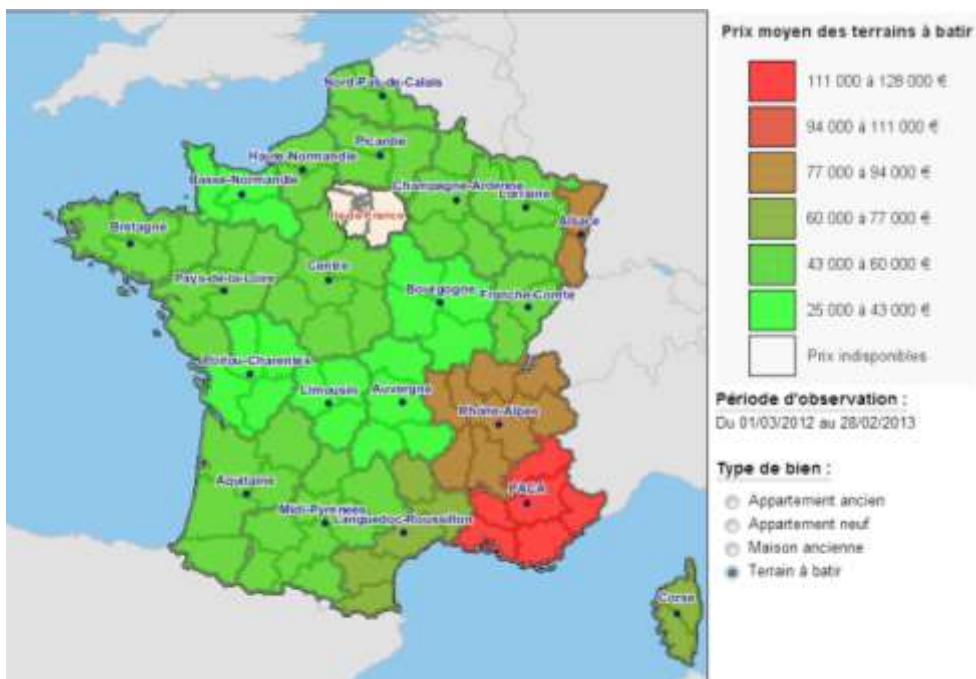 Nord-Pas-de-Calais
Picardie
Haute-Normandie
Basse-Normandie
Champagne-Ardenne
Lorraine
Ile de France
Alsace
Bretagne
Centre
Pays-de-la-Loire
Bourgogne
Franche-Comté
Poitou-Charentes
Limousin
Auvergne
Rhone-Alpes
Aquitaine
PACA
Midi-Pyrenees
Languedoc-Roussillon
Corse
Prix moyen des terrains à batir
111 000 à 128 000 €
94 000 à 111 000 €
77 000 à 94 000 €
60 000 à 77 000 €
43 000 à 60 000 €
25 000 à 43 000 €
Prix indisponibles
Période d'observation :
Du 01/03/2012 au 28/02/2013
Type de bien :
Appartement ancien
Appartement neuf
Maison ancienne
Terrain à batir